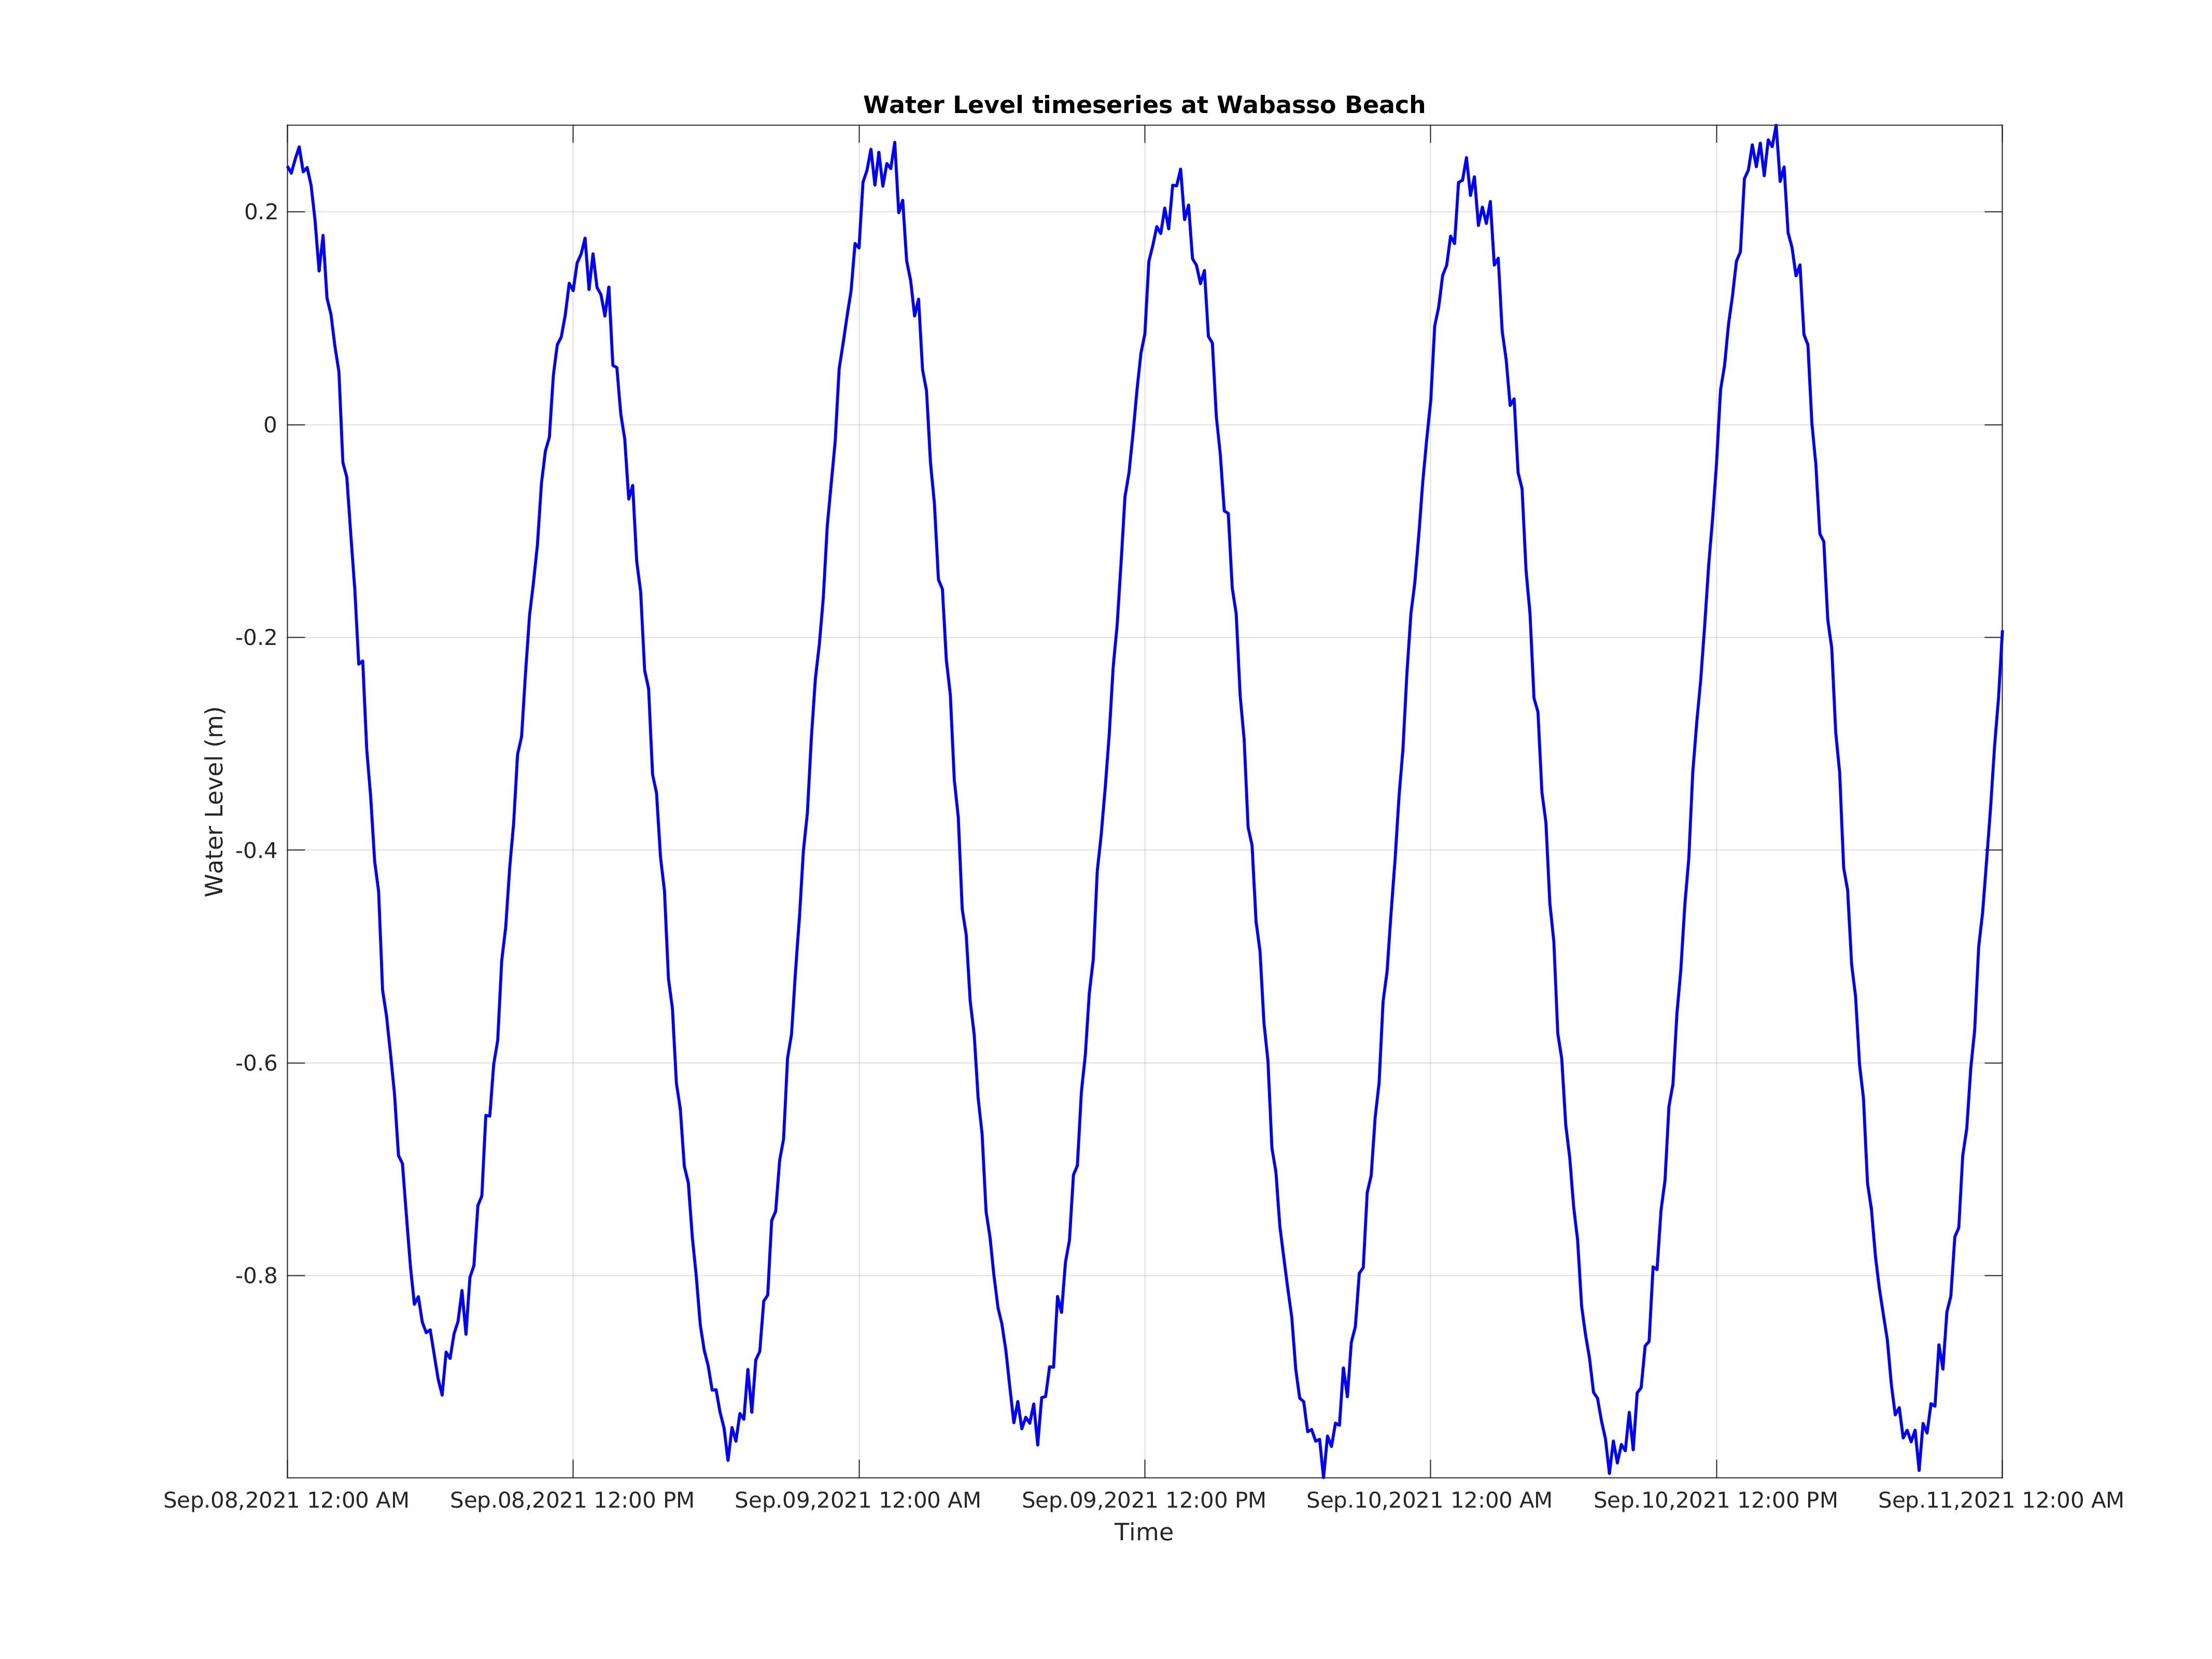 Water Level timeseries at Wabasso Beach
0.2
0
-0.2
-0.4
-0.6
-0.8
Water Level (m)
Sep.08,2021 12:00 AM
Sep.08,2021 12:00 PM
Sep.09,2021 12:00 AM
Sep.09,2021 12:00 PM
Sep.10,2021 12:00 AM
Sep.10,2021 12:00 PM
Sep.11,2021 12:00 AM
Time